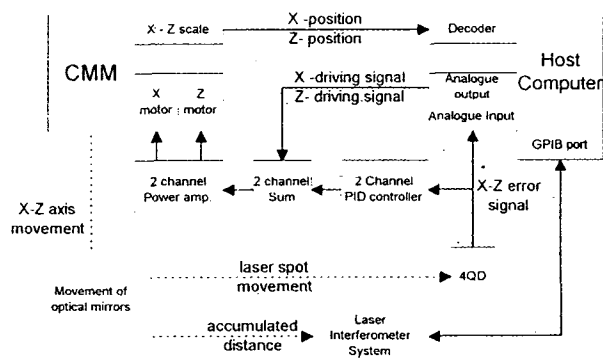 X - Z scale
X -position
Z- position
Decoder
CMM
Host
Computer
X -driving signal
Z- driving signal
Analogue
output
X
motor
Z
motor
Analogue input
GPIB port
2 channel
Power amp.
2 channel
Sum
2 Channel
PID controller
X-Z error
signal
X-Z axis
movement
laser spot
movement
4QD
Movement of
optical mirrors
accumulated
distance
Laser
Interferometer
System